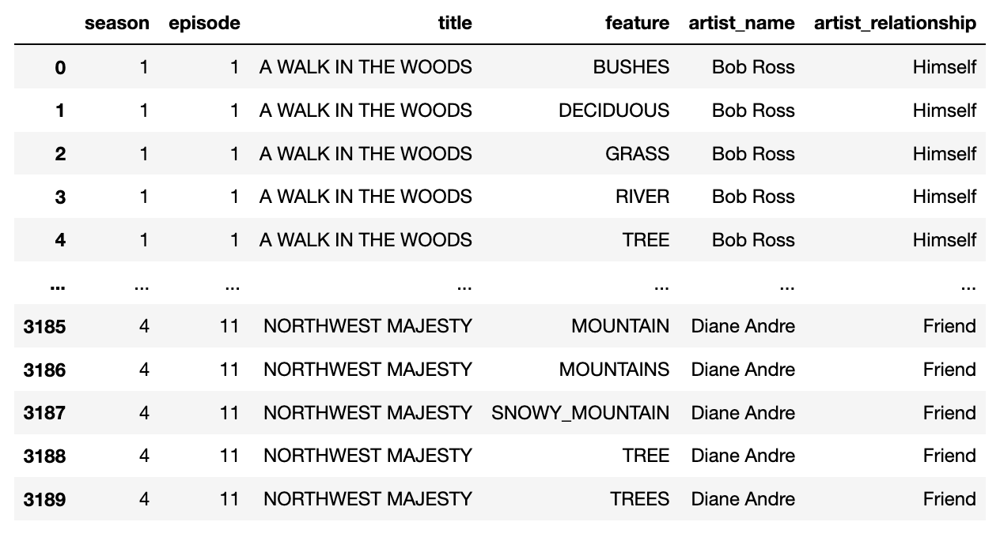 season episode title feature artist_name artist_relationship
0 1 1 A WALK IN THE WOODS BUSHES Bob Ross Himself
1 1 1 A WALK IN THE WOODS DECIDUOUS Bob Ross Himself
2 1 1 A WALK IN THE WOODS GRASS Bob Ross Himself
3 1 1 A WALK IN THE WOODS RIVER Bob Ross Himself
4 1 1 A WALK IN THE WOODS TREE Bob Ross Himself
... ... ... ... ... ... ...
3185 4 11 NORTHWEST MAJESTY MOUNTAIN Diane Andre Friend
3186 4 11 NORTHWEST MAJESTY MOUNTAINS Diane Andre Friend
3187 4 11 NORTHWEST MAJESTY SNOWY_MOUNTAIN Diane Andre Friend
3188 4 11 NORTHWEST MAJESTY TREE Diane Andre Friend
3189 4 11 NORTHWEST MAJESTY TREES Diane Andre Friend